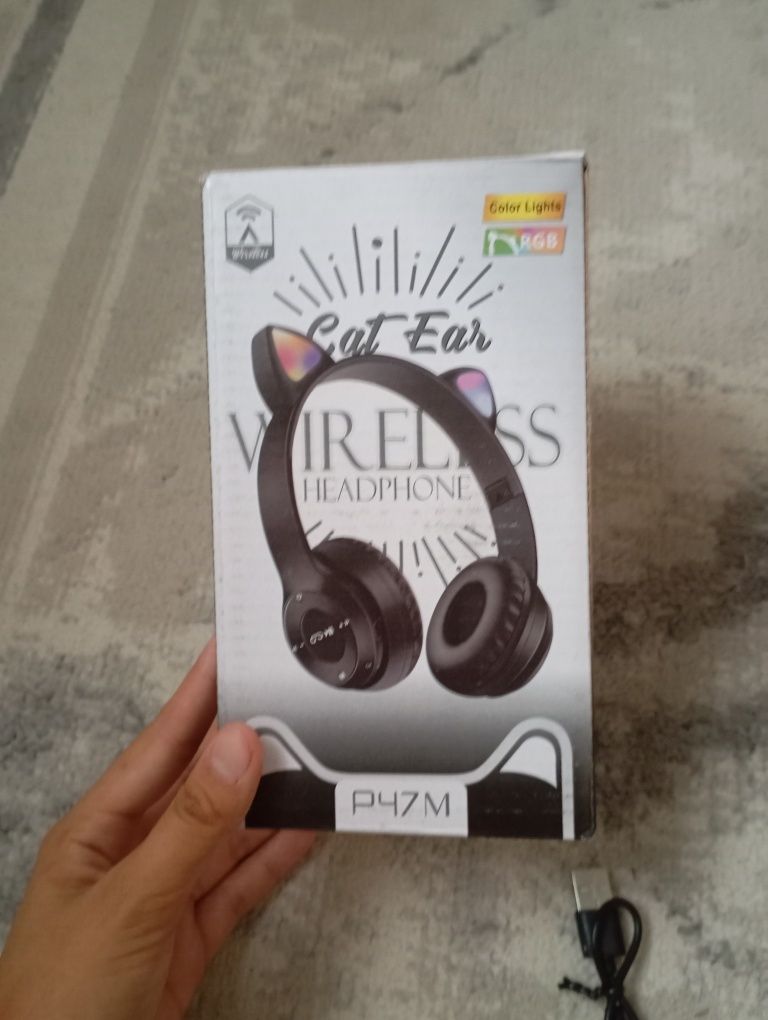 Color Lights
RGB
Cat Ear
WIRELESS
HEADPHONE
P47M